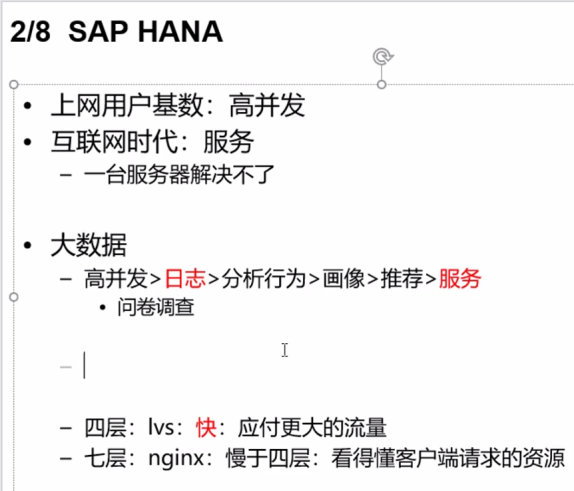 2/8 SAP HANA
• 上网用户基数：高并发
• 互联网时代：服务
– 一台服务器解决不了
• 大数据
– 高并发>日志>分析行为>画像>推荐>服务
• 问卷调查
–
– 四层：lvs：快：应付更大的流量
– 七层：nginx：慢于四层：看得懂客户端请求的资源